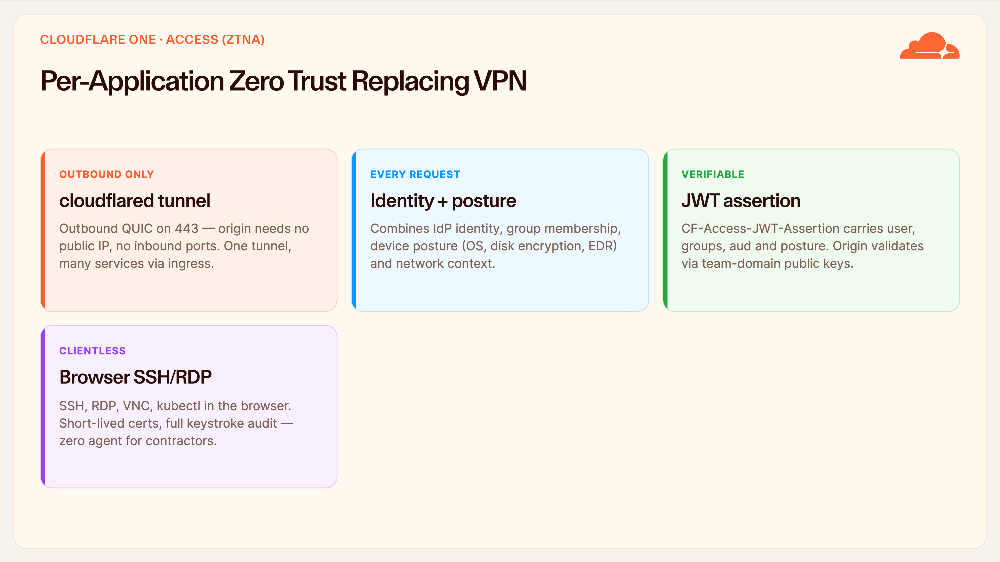 CLOUDFLARE ONE · ACCESS (ZTNA)
Per-Application Zero Trust Replacing VPN
OUTBOUND ONLY
cloudflared tunnel
Outbound QUIC on 443 — origin needs no
public IP, no inbound ports. One tunnel,
many services via ingress.
EVERY REQUEST
Identity + posture
Combines IdP identity, group membership,
device posture (OS, disk encryption, EDR)
and network context.
VERIFIABLE
JWT assertion
CF-Access-JWT-Assertion carries user,
groups, aud and posture. Origin validates
via team-domain public keys.
CLIENTLESS
Browser SSH/RDP
SSH, RDP, VNC, kubectl in the browser.
Short-lived certs, full keystroke audit —
zero agent for contractors.